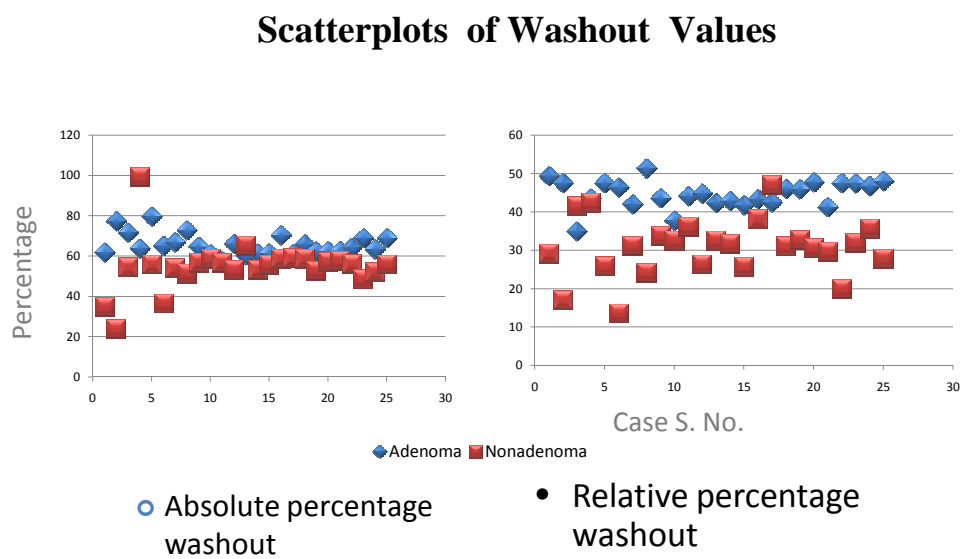 Scatterplots of Washout Values
Percentage
120
100
80
60
40
20
0
0 5 10 15 20 25 30
60
50
40
30
20
10
0
0 5 10 15 20 25 30
Case S. No.
Adenoma Nonadenoma
Absolute percentage
washout
• Relative percentage
washout